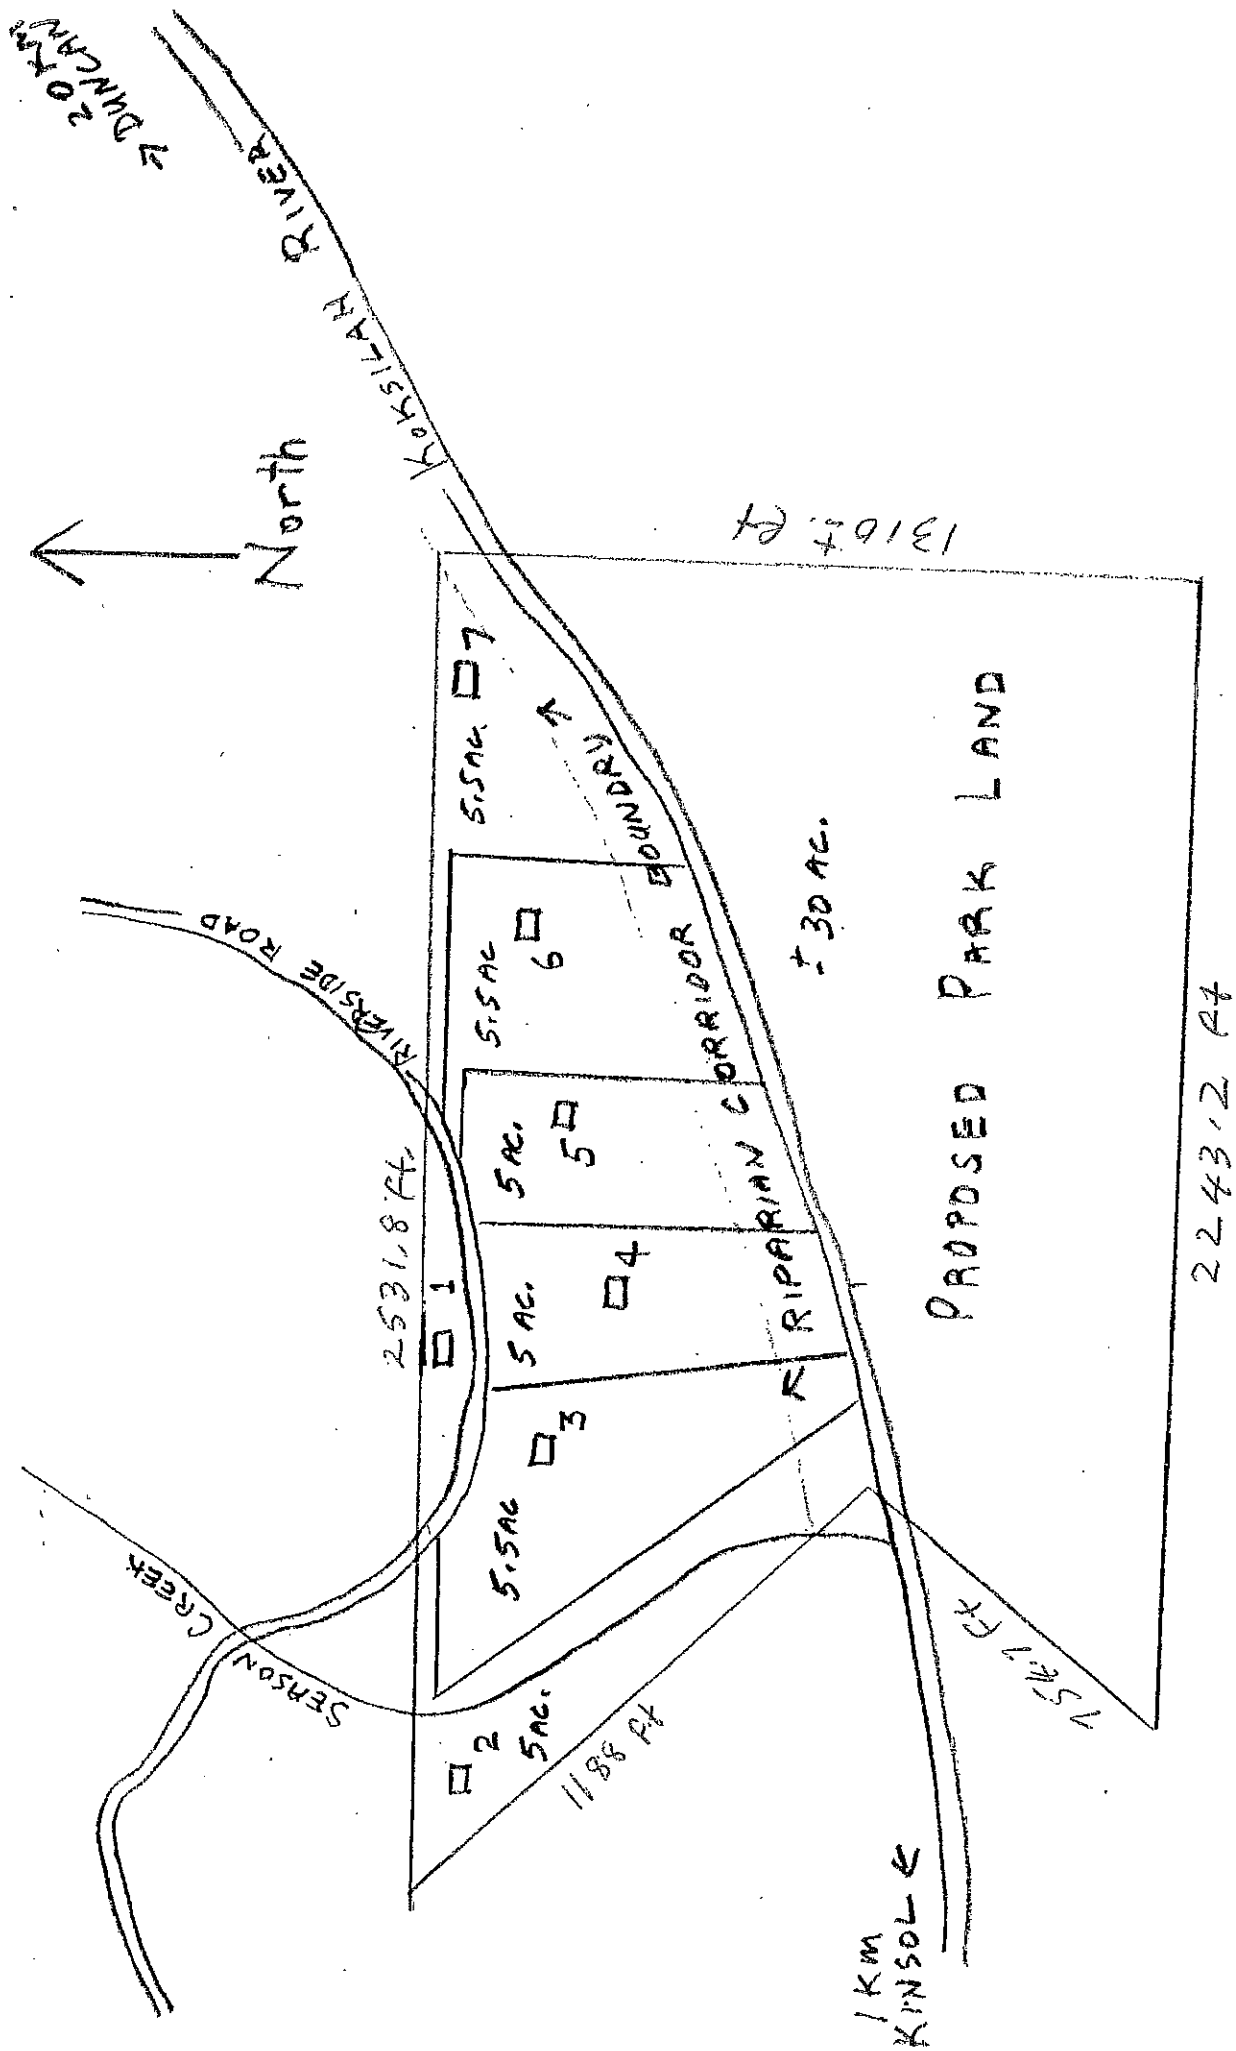 20 Km
→ DUNCAN
KOKSILAH RIVER
North
RIVERSIDE ROAD
SEASON CREEK
2531.8 Ft.
1
2
5 AC.
1188 Ft
5.5 AC
3
5 AC.
4
5 AC.
5
5.5 AC
6
5.5 AC.
7
RIPARIAN CORRIDOR BOUNDRY
1310 ± Ft
± 30 AC.
PROPOSED PARK LAND
2243.2 Ft
1 KM
KINSOL